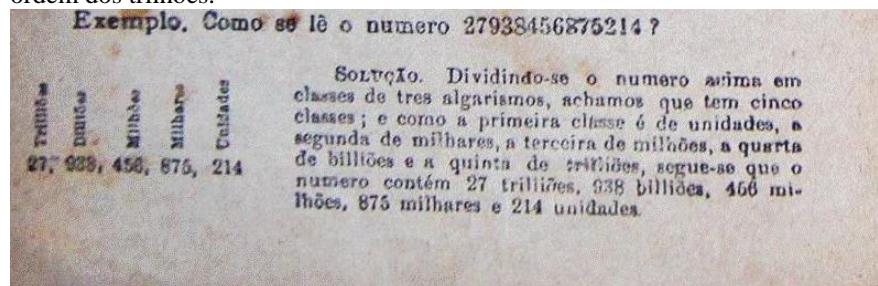 ordem dos trilhões.
Exemplo. Como se lê o numero 27938456875214 ?
Trilliões
Billiões
Milhões
Milhares
Unidades
27, 938, 456, 875, 214
SOLUÇÃO. Dividindo-se o numero acima em
classes de tres algarismos, achamos que tem cinco
classes ; e como a primeira classe é de unidades, a
segunda de milhares, a terceira de milhões, a quarta
de billiões e a quinta de trilliões, segue-se que o
numero contém 27 trilliões, 938 billiões, 456 mi-
lhões, 875 milhares e 214 unidades.